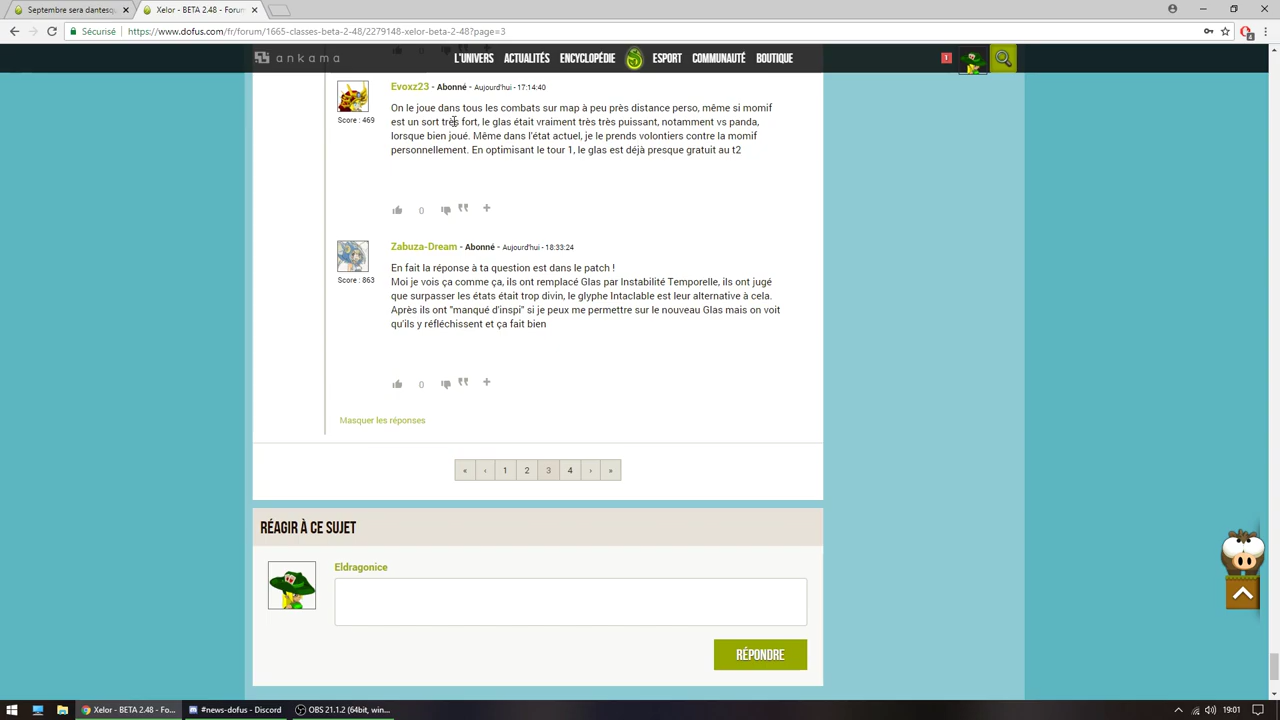 Septembre sera dantesq
Xelor - BETA 2.48 - Forum
Sécurisé
https://www.dofus.com/fr/forum/1665-classes-beta-2-48/2279148-xelor-beta-2-48?page=3
ankama
L'UNIVERS
ACTUALITÉS
ENCYCLOPÉDIE
ESPORT
COMMUNAUTÉ
BOUTIQUE
1
Evoxz23 - Abonné - Aujourd'hui - 17:14:40
Score : 469
On le joue dans tous les combats sur map à peu près distance perso, même si momif
est un sort très fort, le glas était vraiment très très puissant, notamment vs panda,
lorsque bien joué. Même dans l'état actuel, je le prends volontiers contre la momif
personnellement. En optimisant le tour 1, le glas est déjà presque gratuit au t2
0
Zabuza-Dream - Abonné - Aujourd'hui - 18:33:24
Score : 863
En fait la réponse à ta question est dans le patch !
Moi je vois ça comme ça, ils ont remplacé Glas par Instabilité Temporelle, ils ont jugé
que surpasser les états était trop divin, le glyphe Intaclable est leur alternative à cela.
Après ils ont "manqué d'inspi" si je peux me permettre sur le nouveau Glas mais on voit
qu'ils y réfléchissent et ça fait bien
0
Masquer les réponses
« ‹ 1 2 3 4 › »
RÉAGIR À CE SUJET
Eldragonice
RÉPONDRE
Xelor - BETA 2.48 - Fo...
#news-dofus - Discord
OBS 21.1.2 (64bit, win...
19:01